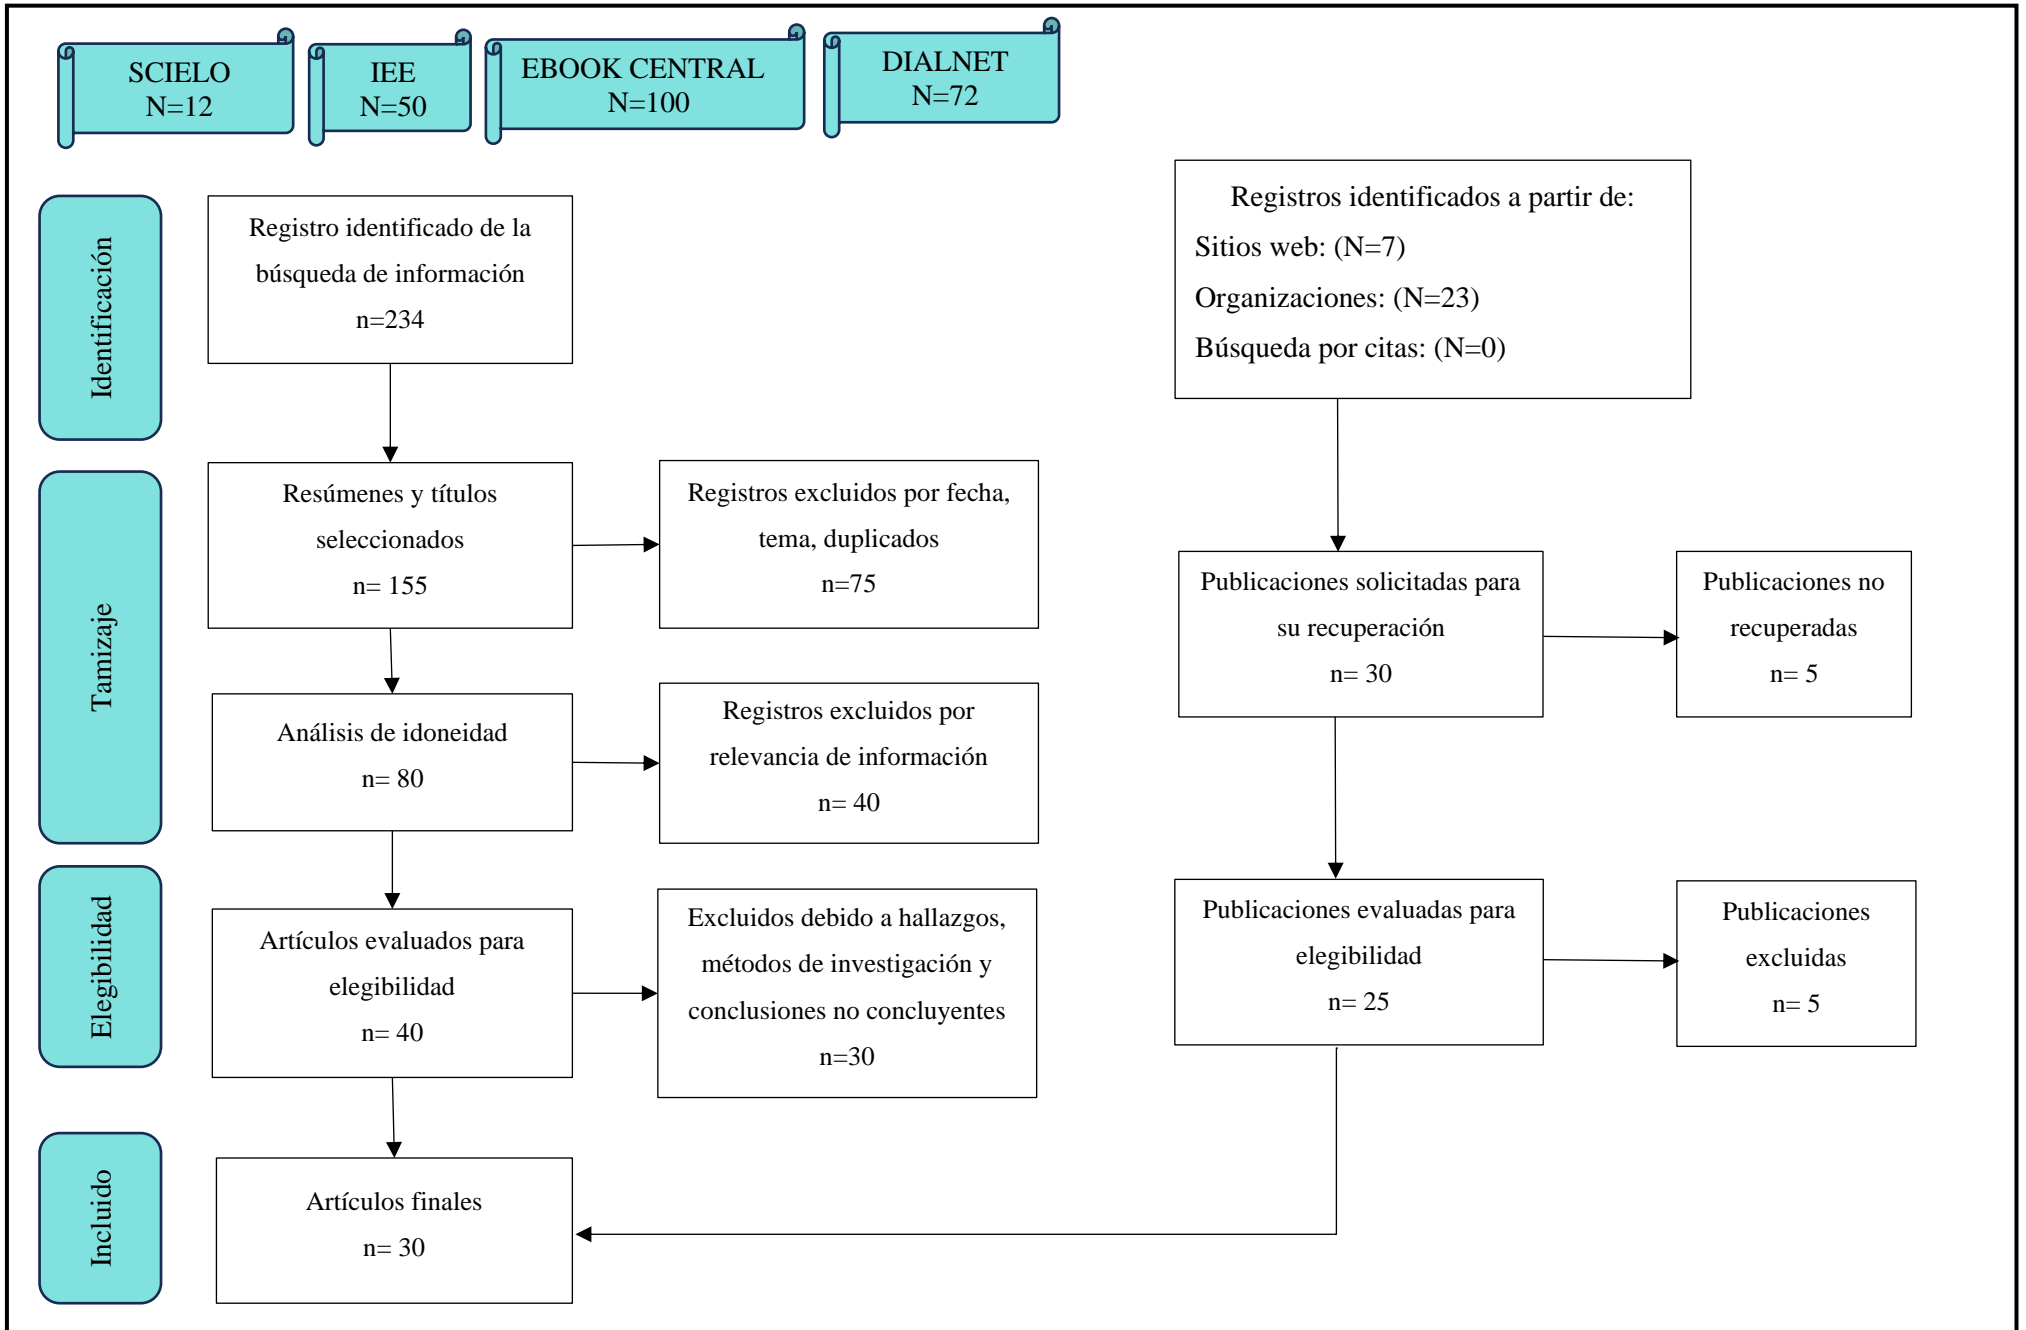 SCIELO
N=12
IEE
N=50
EBOOK CENTRAL
N=100
DIALNET
N=72
Identificación
Registro identificado de la
búsqueda de información
n=234
Registros identificados a partir de:
Sitios web: (N=7)
Organizaciones: (N=23)
Búsqueda por citas: (N=0)
Tamizaje
Resúmenes y títulos
seleccionados
n= 155
Registros excluidos por fecha,
tema, duplicados
n=75
Publicaciones solicitadas para
su recuperación
n= 30
Publicaciones no
recuperadas
n= 5
Análisis de idoneidad
n= 80
Registros excluidos por
relevancia de información
n= 40
Elegibilidad
Artículos evaluados para
elegibilidad
n= 40
Excluidos debido a hallazgos,
métodos de investigación y
conclusiones no concluyentes
n=30
Publicaciones evaluadas para
elegibilidad
n= 25
Publicaciones
excluidas
n= 5
Incluido
Artículos finales
n= 30